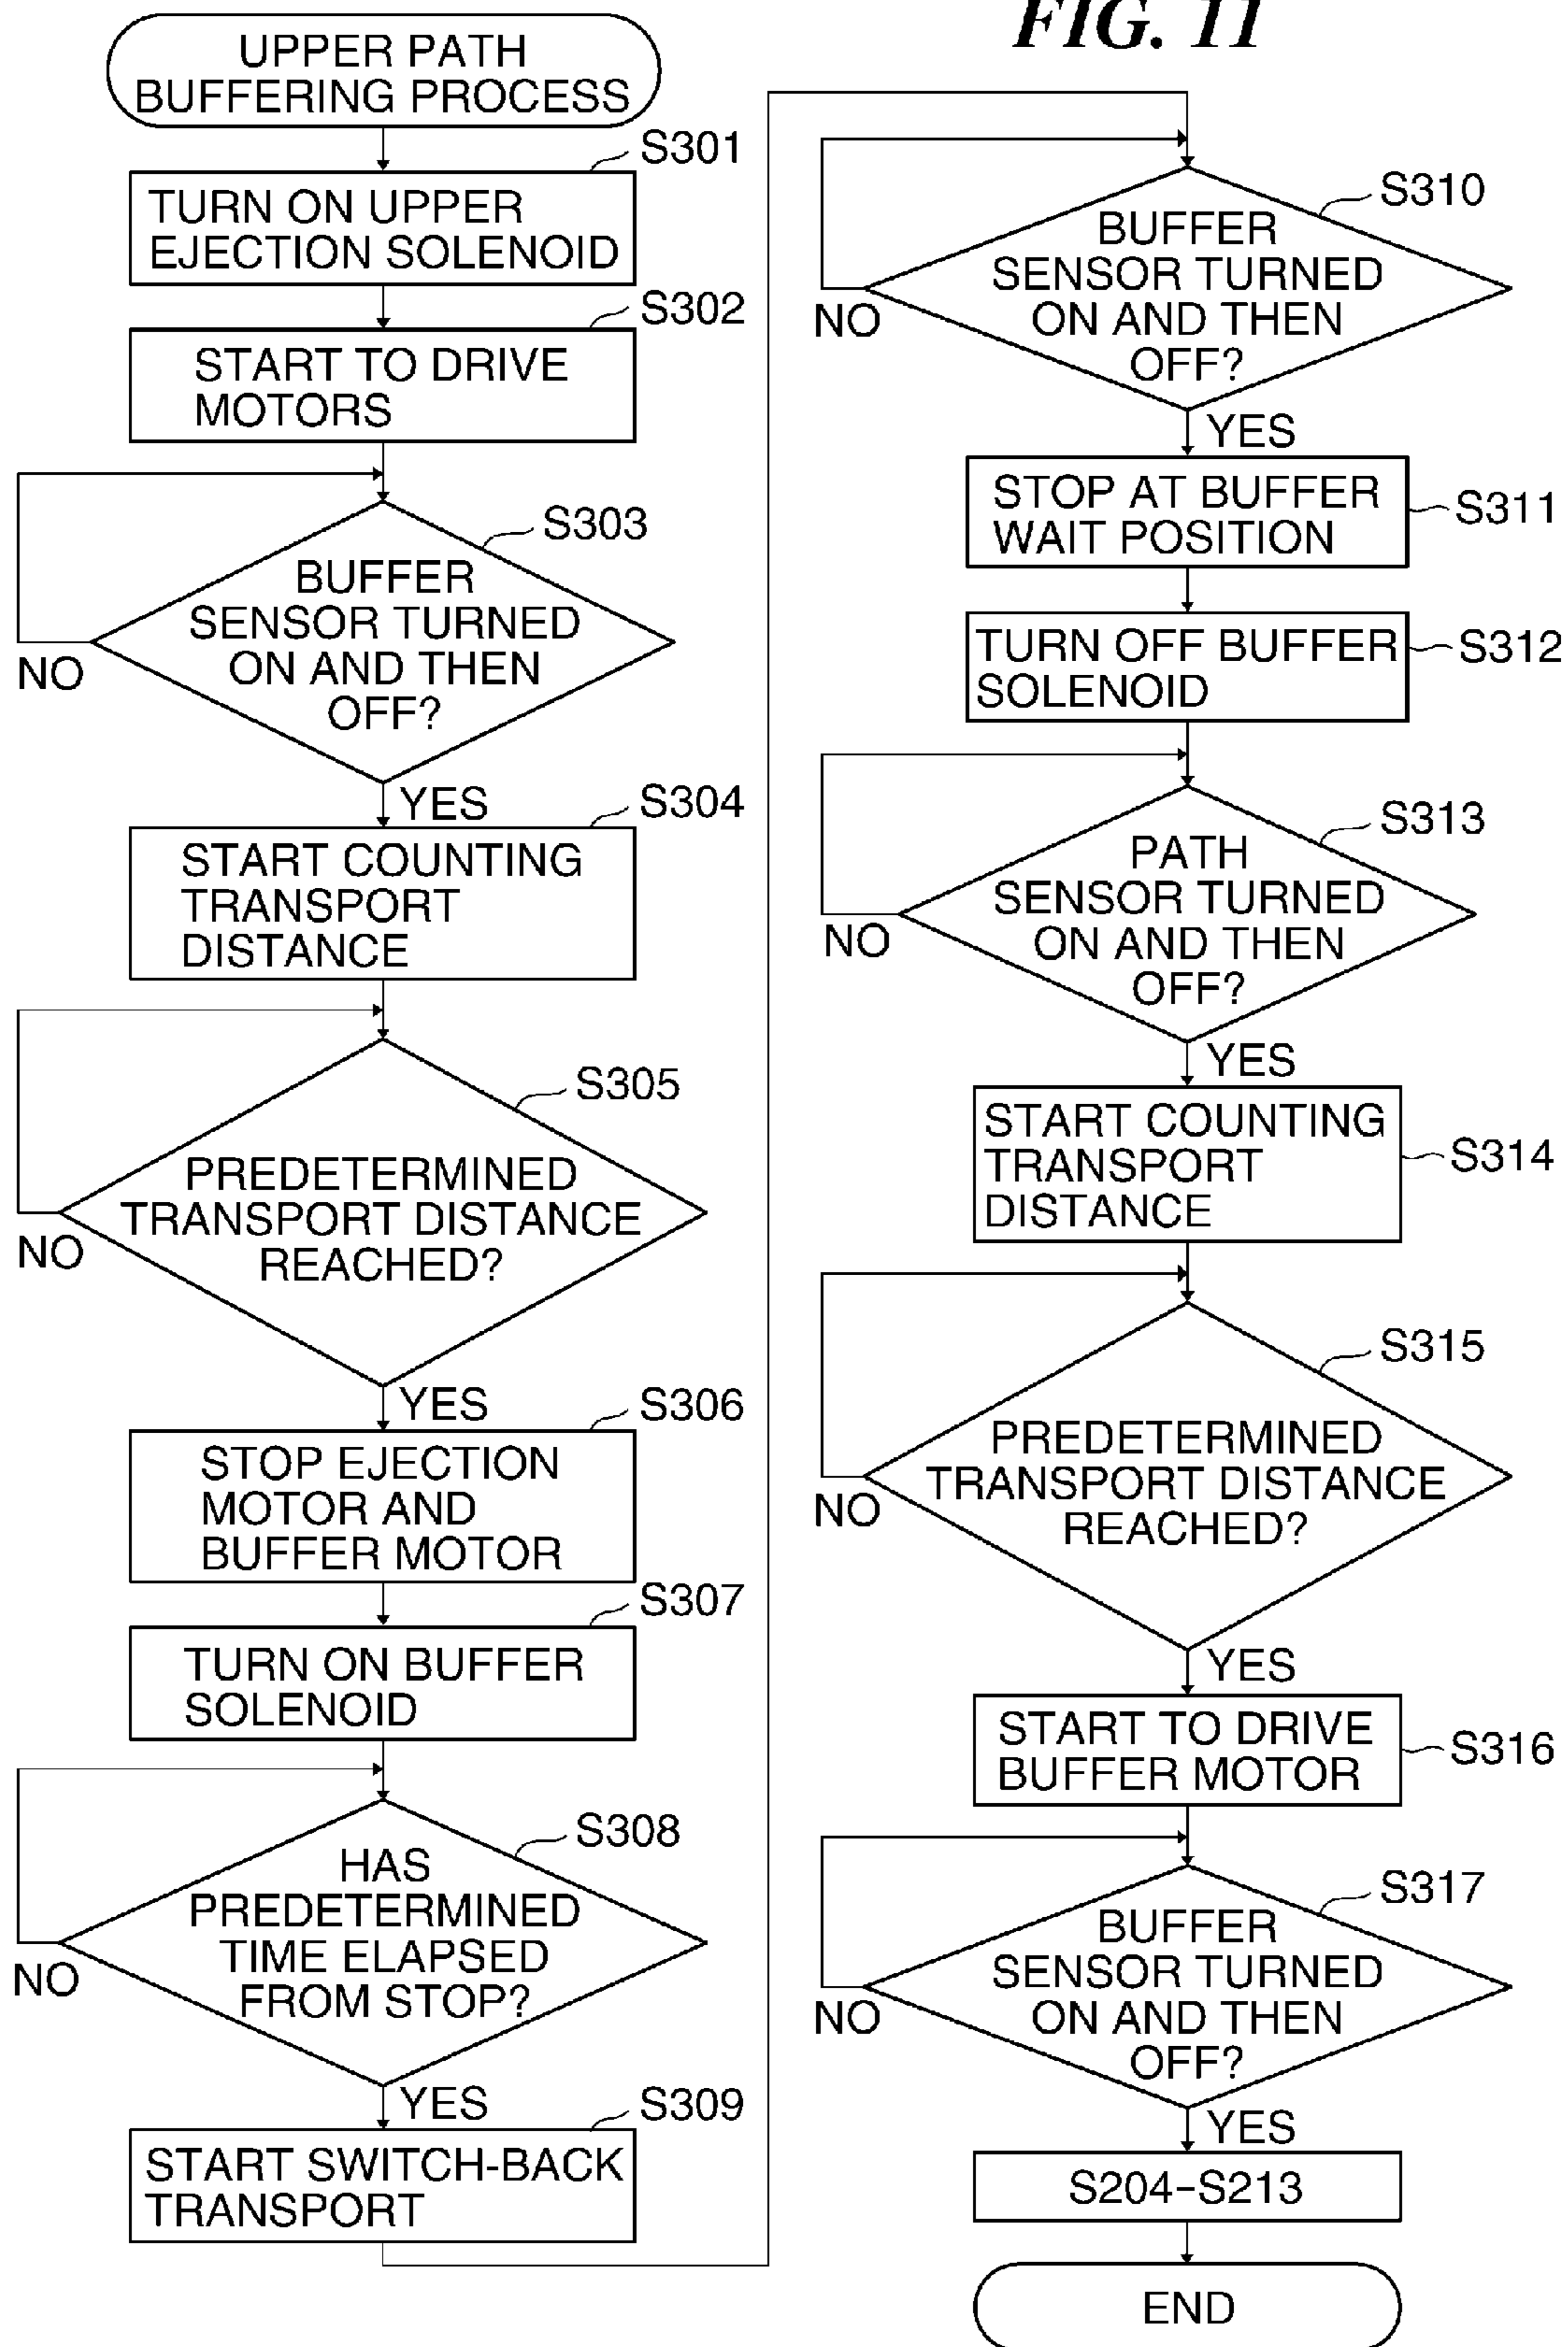 FIG. 11
UPPER PATH
BUFFERING PROCESS
S301
TURN ON UPPER
EJECTION SOLENOID
S302
START TO DRIVE
MOTORS
S303
BUFFER
SENSOR TURNED
ON AND THEN
OFF?
NO
YES
S304
START COUNTING
TRANSPORT
DISTANCE
S305
PREDETERMINED
TRANSPORT DISTANCE
REACHED?
NO
YES
S306
STOP EJECTION
MOTOR AND
BUFFER MOTOR
S307
TURN ON BUFFER
SOLENOID
S308
HAS
PREDETERMINED
TIME ELAPSED
FROM STOP?
NO
YES
S309
START SWITCH-BACK
TRANSPORT
S310
BUFFER
SENSOR TURNED
ON AND THEN
OFF?
NO
YES
STOP AT BUFFER
WAIT POSITION
S311
TURN OFF BUFFER
SOLENOID
S312
S313
PATH
SENSOR TURNED
ON AND THEN
OFF?
NO
YES
START COUNTING
TRANSPORT
DISTANCE
S314
S315
PREDETERMINED
TRANSPORT DISTANCE
REACHED?
NO
YES
START TO DRIVE
BUFFER MOTOR
S316
S317
BUFFER
SENSOR TURNED
ON AND THEN
OFF?
NO
YES
S204-S213
END